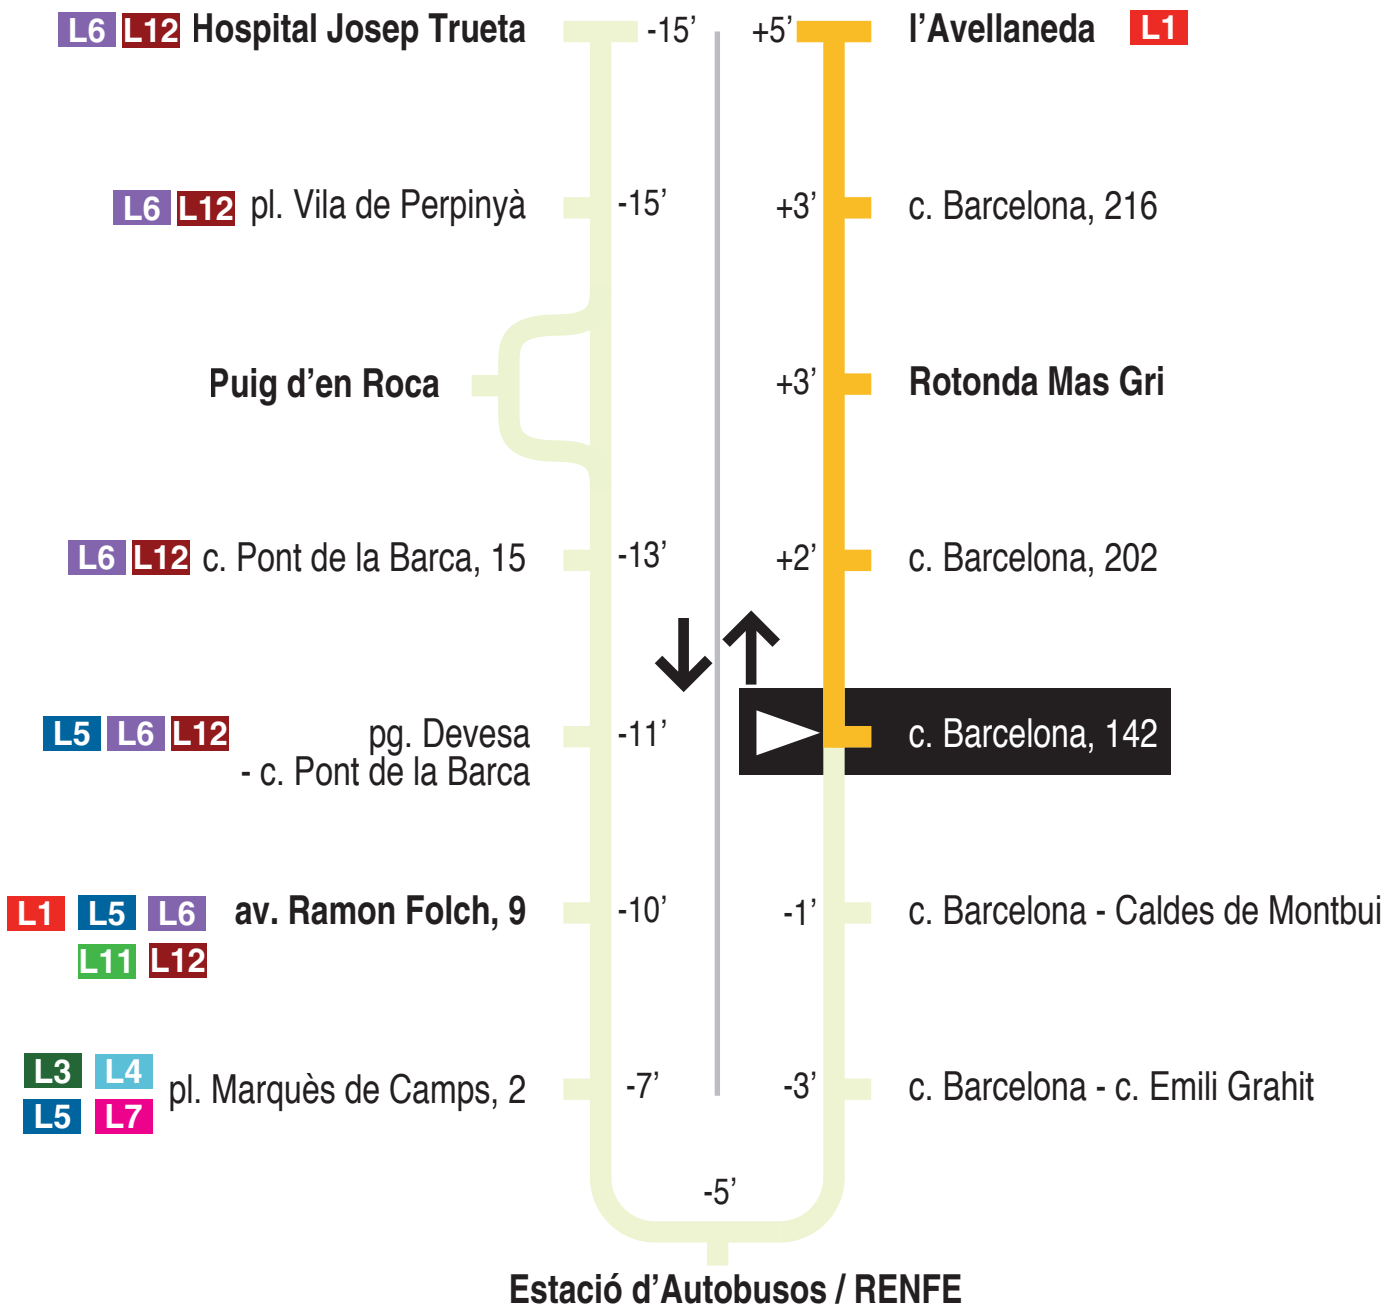 L6 L12 Hospital Josep Trueta -15’ +5’ l’Avellaneda L1
L6 L12 pl. Vila de Perpinyà -15’ +3’ c. Barcelona, 216
Puig d’en Roca +3’ Rotonda Mas Gri
L6 L12 c. Pont de la Barca, 15 -13’ +2’ c. Barcelona, 202
L5 L6 L12 pg. Devesa -11’ c. Barcelona, 142
- c. Pont de la Barca
L1 L5 L6 av. Ramon Folch, 9 -10’ -1’ c. Barcelona - Caldes de Montbui
L11 L12
L3 L4 pl. Marquès de Camps, 2 -7’ -3’ c. Barcelona - c. Emili Grahit
L5 L7
-5’
Estació d’Autobusos / RENFE